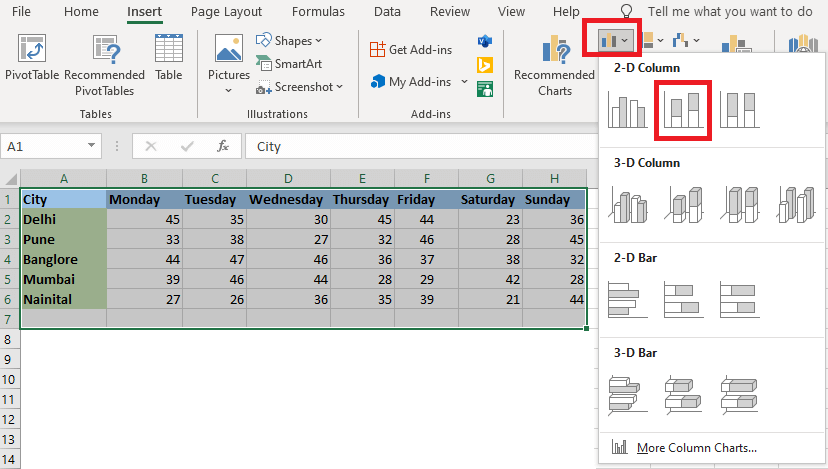 File Home Insert Page Layout Formulas Data Review View Help Tell me what you want to do
PivotTable
Recommended
PivotTables
Table
Tables
Pictures
Shapes
SmartArt
Screenshot
Illustrations
Get Add-ins
My Add-ins
Add-ins
Recommended
Charts
A1 fx City
A B C D E F G H
1 City Monday Tuesday Wednesday Thursday Friday Saturday Sunday
2 Delhi 45 35 30 45 44 23 36
3 Pune 33 38 27 32 46 28 45
4 Banglore 44 47 46 36 37 38 32
5 Mumbai 39 46 44 28 29 42 28
6 Nainital 27 26 36 35 39 21 44
7
8
9
10
11
12
13
14
2-D Column
3-D Column
2-D Bar
3-D Bar
More Column Charts...